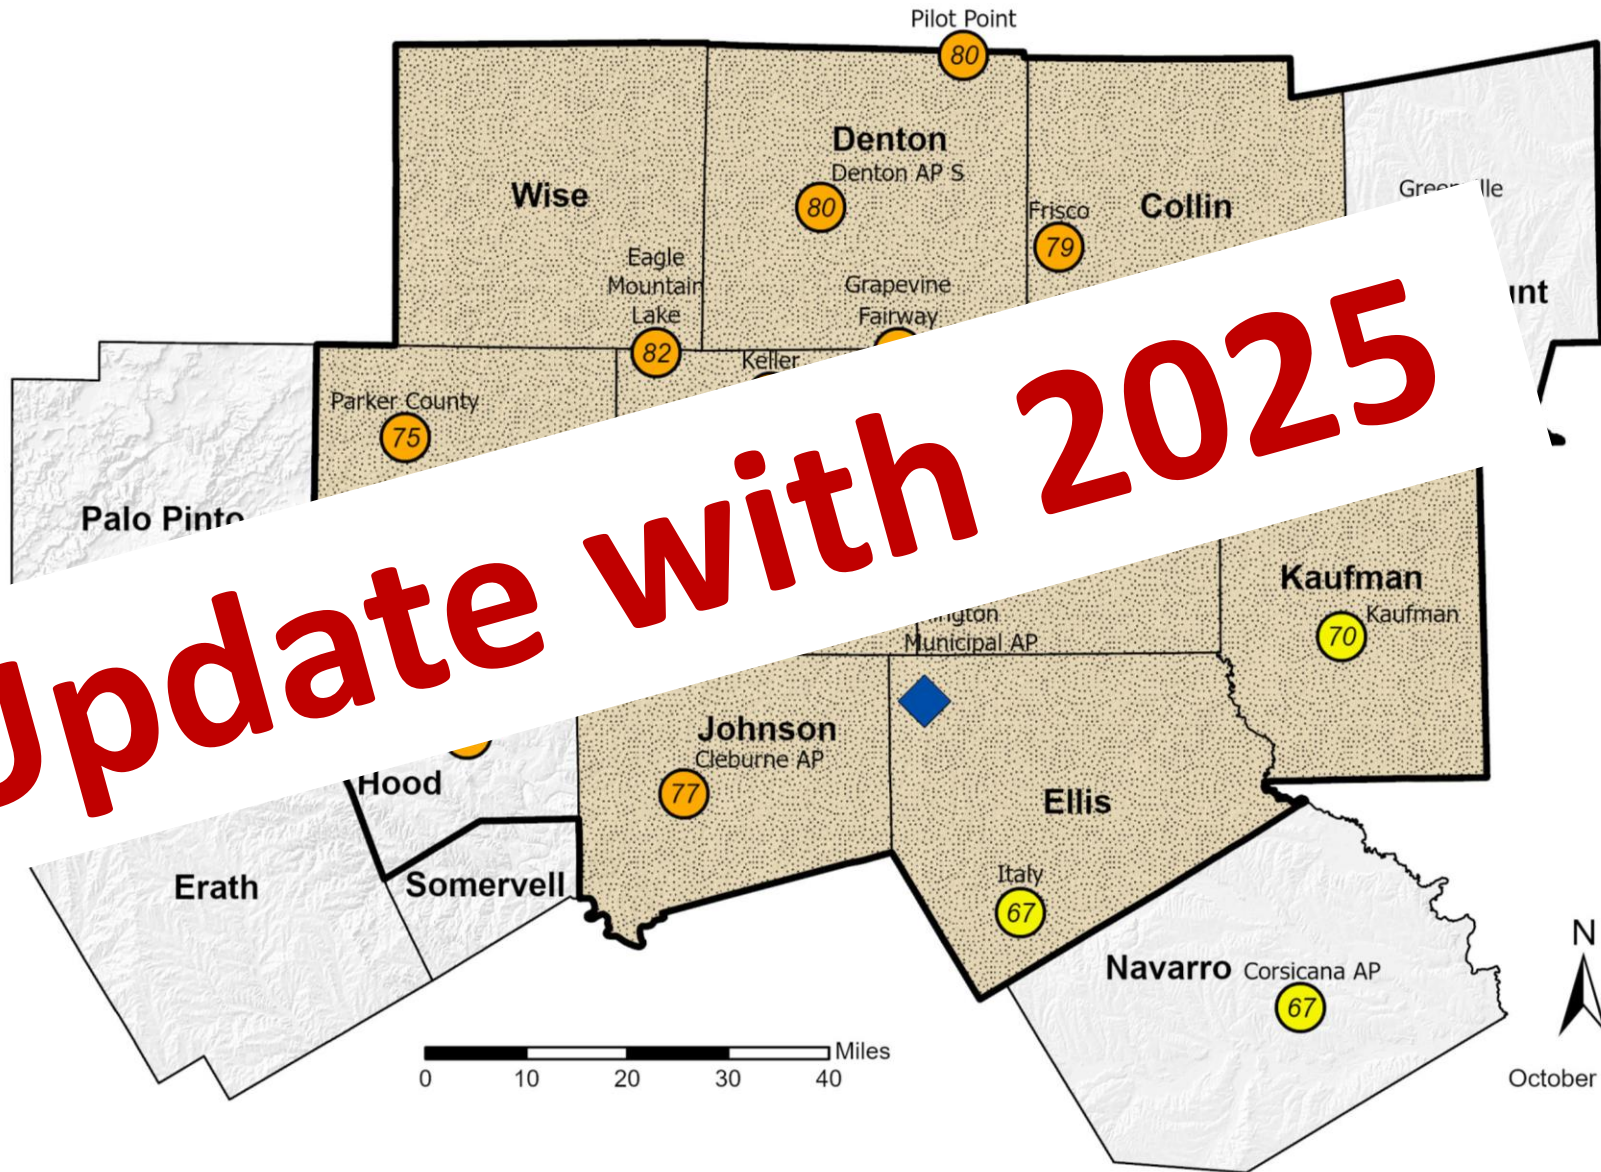 Pilot Point
80
Denton
Denton AP S
80
Wise
Collin
Frisco
79
Eagle
Mountain
Lake
82
Grapevine
Fairway
Keller
Parker County
75
Palo Pinto
Update with 2025
Kaufman
Kaufman
70
Municipal AP
Johnson
Cleburne AP
77
Hood
Ellis
Erath
Somervell
Italy
67
Navarro
Corsicana AP
67
N
Miles
0 10 20 30 40
October